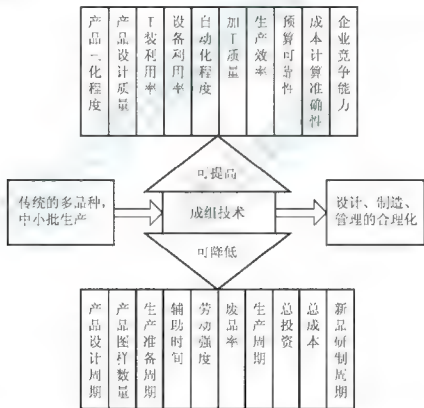 产品三化程度
产品设计质量
工装利用率
设备利用率
自动化程度
加工质量
生产效率
预算可靠性
成本计算准确性
企业竞争能力
可提高
传统的多品种,
中小批生产
成组技术
设计、制造、
管理的合理化
可降低
产品设计周期
产品图样数量
生产准备周期
辅助时间
劳动强度
废品率
生产周期
总投资
总成本
新品研制周期